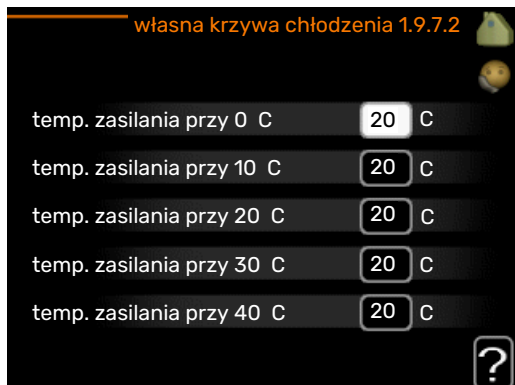 własna krzywa chłodzenia 1.9.7.2
temp. zasilania przy 0 C 20 C
temp. zasilania przy 10 C 20 C
temp. zasilania przy 20 C 20 C
temp. zasilania przy 30 C 20 C
temp. zasilania przy 40 C 20 C
?